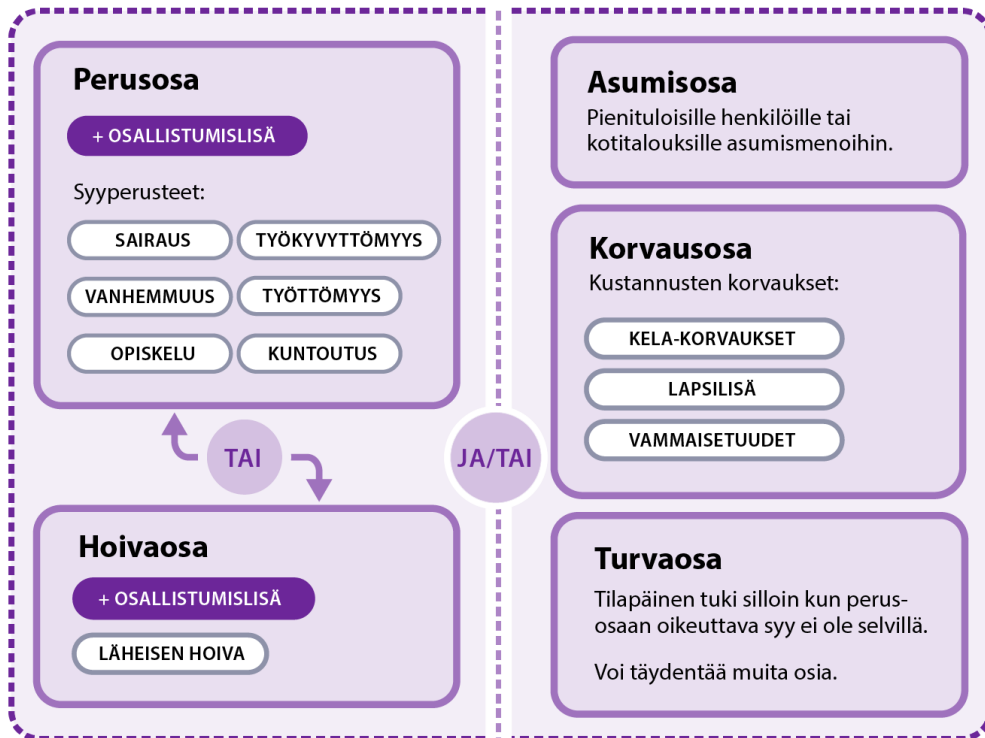 Perusosa
+ OSALLISTUMISLISÄ
Syyperusteet:
SAIRAUS
TYÖKYVYTTÖMYYS
VANHEMMUUS
TYÖTTÖMYYS
OPISKELU
KUNTOUTUS
TAI
Hoivaosa
+ OSALLISTUMISLISÄ
LÄHEISEN HOIVA
JA/TAI
Asumisosa
Pienituloisille henkilöille tai
kotitalouksille asumismenoihin.
Korvausosa
Kustannusten korvaukset:
KELA-KORVAUKSET
LAPSILISÄ
VAMMAISETUUDET
Turvaosa
Tilapäinen tuki silloin kun perus-
osaan oikeuttava syy ei ole selvillä.
Voi täydentää muita osia.